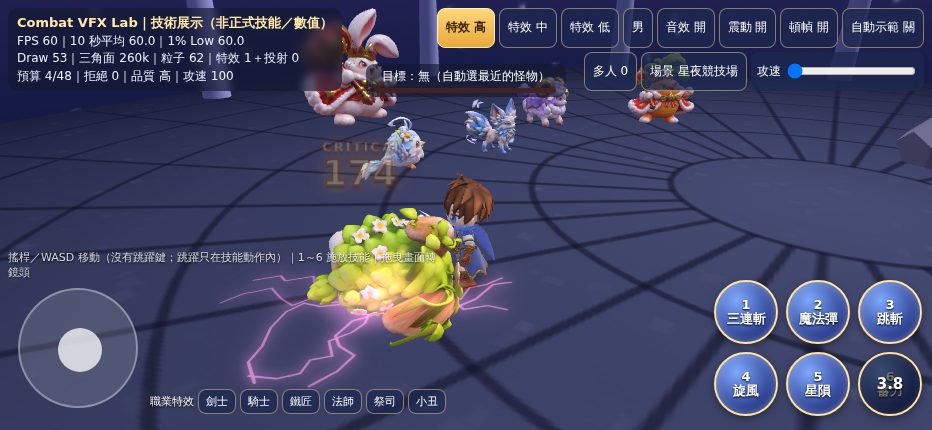 Combat VFX Lab｜技術展示（非正式技能／數值）
FPS 60｜10 秒平均 60.0｜1% Low 60.0
Draw 53｜三角面 260k｜粒子 62｜特效 1＋投射 0
預算 4/48｜拒絕 0｜品質 高｜攻速 100
特效 高
特效 中
特效 低
男
音效 開
震動 開
頓幀 開
自動示範 關
目標：無（自動選最近的怪物）
多人 0
場景 星夜競技場
攻速
CRITICA
174
搖桿／WASD 移動（沒有跳躍鍵；跳躍只在技能動作內）｜1～6 施放技能｜拖曳畫面轉
鏡頭
1
三連斬
2
魔法彈
3
跳斬
4
旋風
5
星隕
6
3.8
蓄力
職業特效
劍士
騎士
鐵匠
法師
祭司
小丑